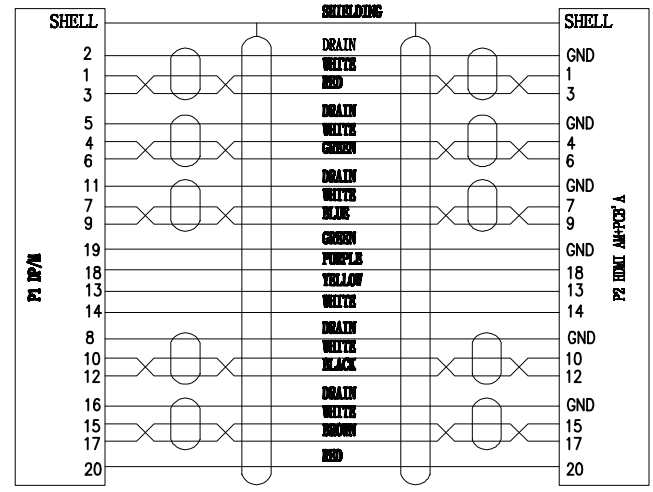 SHIELDING
SHELL SHELL
DRAIN
2 GND
WHITE
1 1
RED
3 3
DRAIN
5 GND
WHITE
4 4
GREEN
6 6
DRAIN
11 GND
WHITE
7 7
BLUE
9 9
GREEN
19 GND
PURPLE
18 18
YELLOW
13 13
WHITE
14 14
DRAIN
8 GND
WHITE
10 10
BLACK
12 12
DRAIN
16 GND
WHITE
15 15
BROWN
17 17
RED
20 20
P1 DP/M
P2 HDMI AM+PCB'A